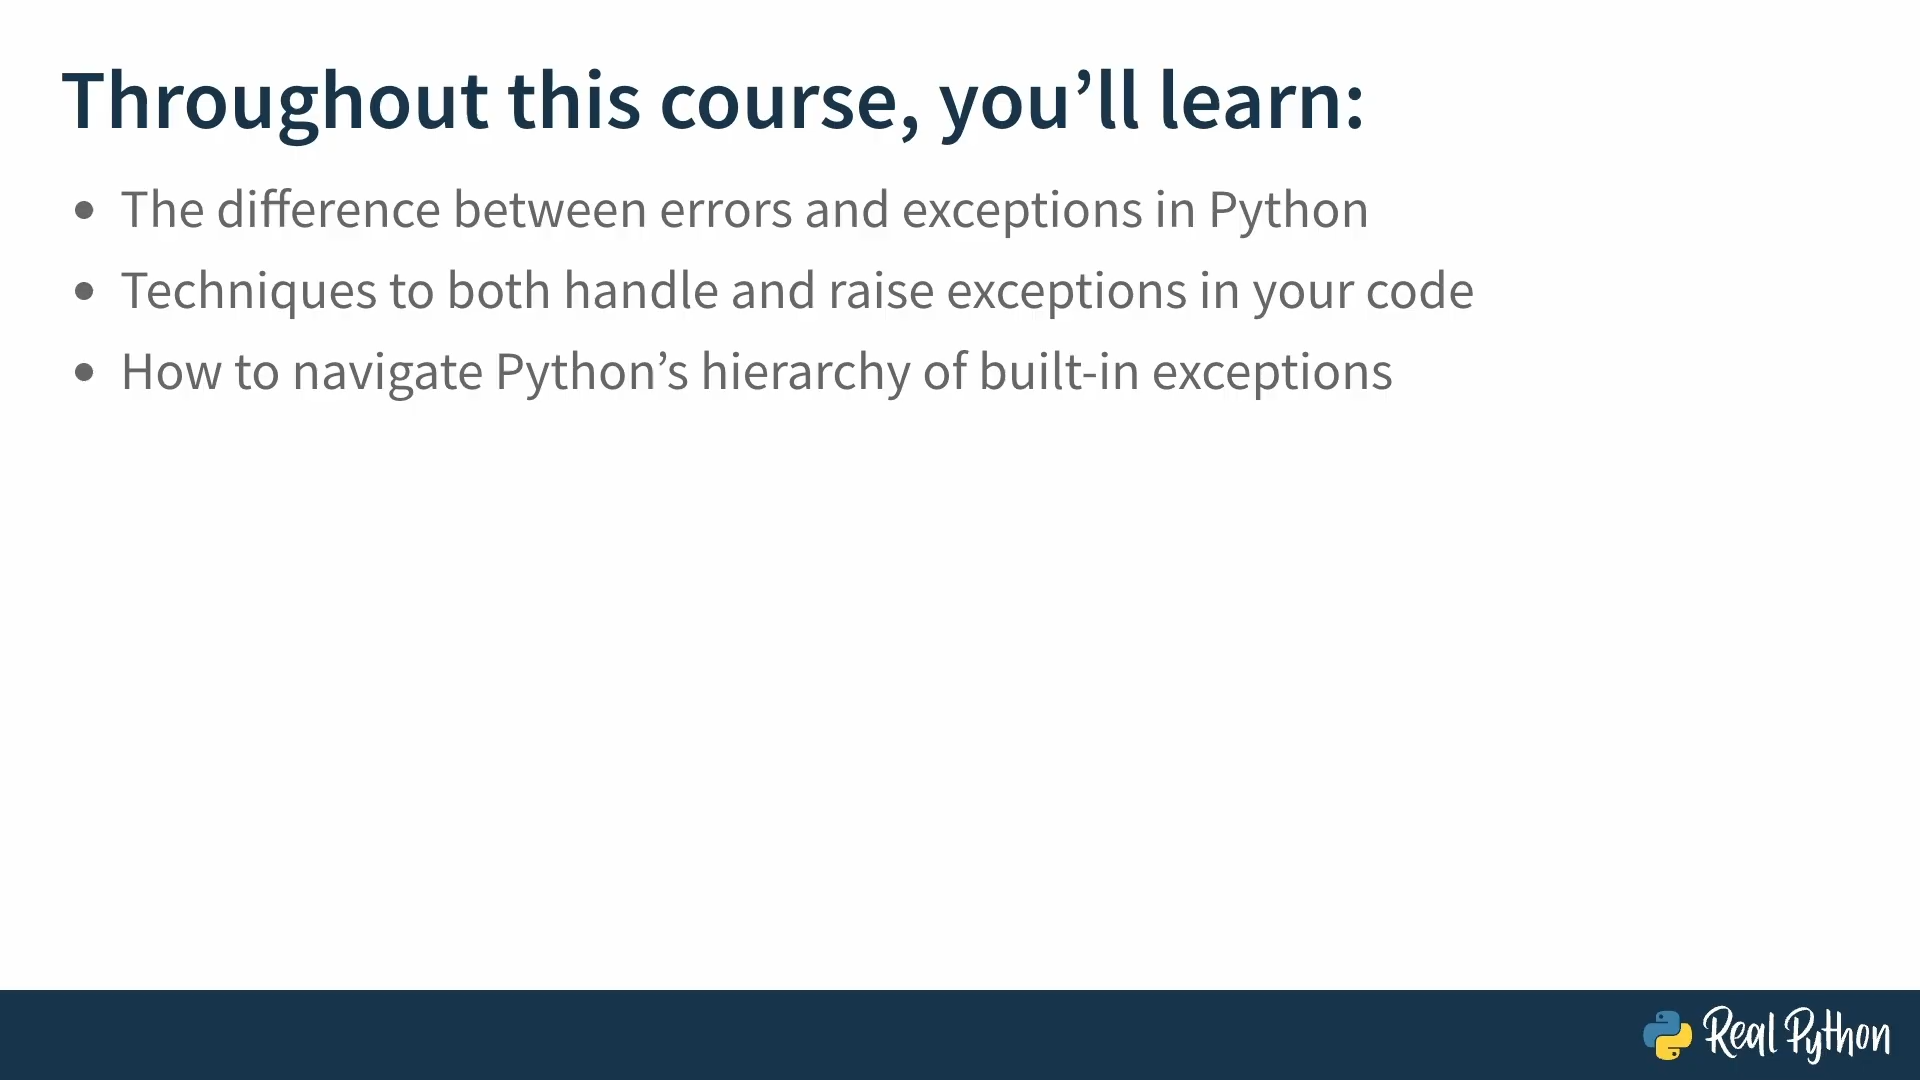 Throughout this course, you’ll learn:
• The difference between errors and exceptions in Python
• Techniques to both handle and raise exceptions in your code
• How to navigate Python’s hierarchy of built-in exceptions
Real Python